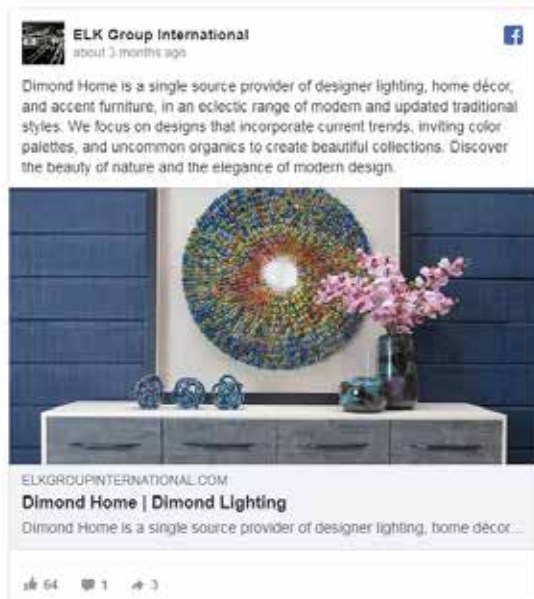 ELK Group International
about 3 months ago
Dimond Home is a single source provider of designer lighting, home décor,
and accent furniture, in an eclectic range of modern and updated traditional
styles. We focus on designs that incorporate current trends, inviting color
palettes, and uncommon organics to create beautiful collections. Discover
the beauty of nature and the elegance of modern design.
ELKGROUPINTERNATIONAL.COM
Dimond Home | Dimond Lighting
Dimond Home is a single source provider of designer lighting, home décor...
64 1 3